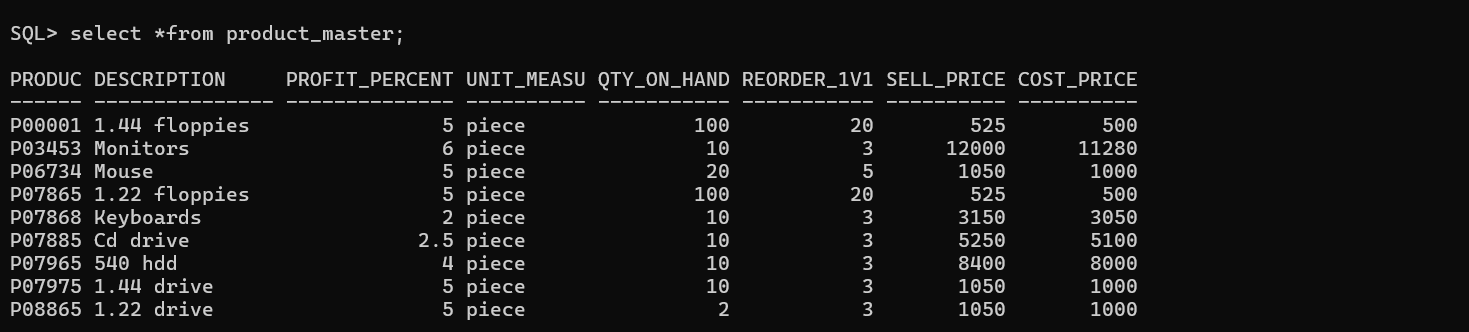 SQL> select *from product_master;
PRODUC DESCRIPTION     PROFIT_PERCENT UNIT_MEASU QTY_ON_HAND REORDER_1V1 SELL_PRICE COST_PRICE
------ --------------- -------------- ---------- ----------- ----------- ---------- ----------
P00001 1.44 floppies                5 piece              100          20        525        500
P03453 Monitors                     6 piece               10           3      12000      11280
P06734 Mouse                        5 piece               20           5       1050       1000
P07865 1.22 floppies                5 piece              100          20        525        500
P07868 Keyboards                    2 piece               10           3       3150       3050
P07885 Cd drive                   2.5 piece               10           3       5250       5100
P07965 540 hdd                      4 piece               10           3       8400       8000
P07975 1.44 drive                   5 piece               10           3       1050       1000
P08865 1.22 drive                   5 piece                2           3       1050       1000